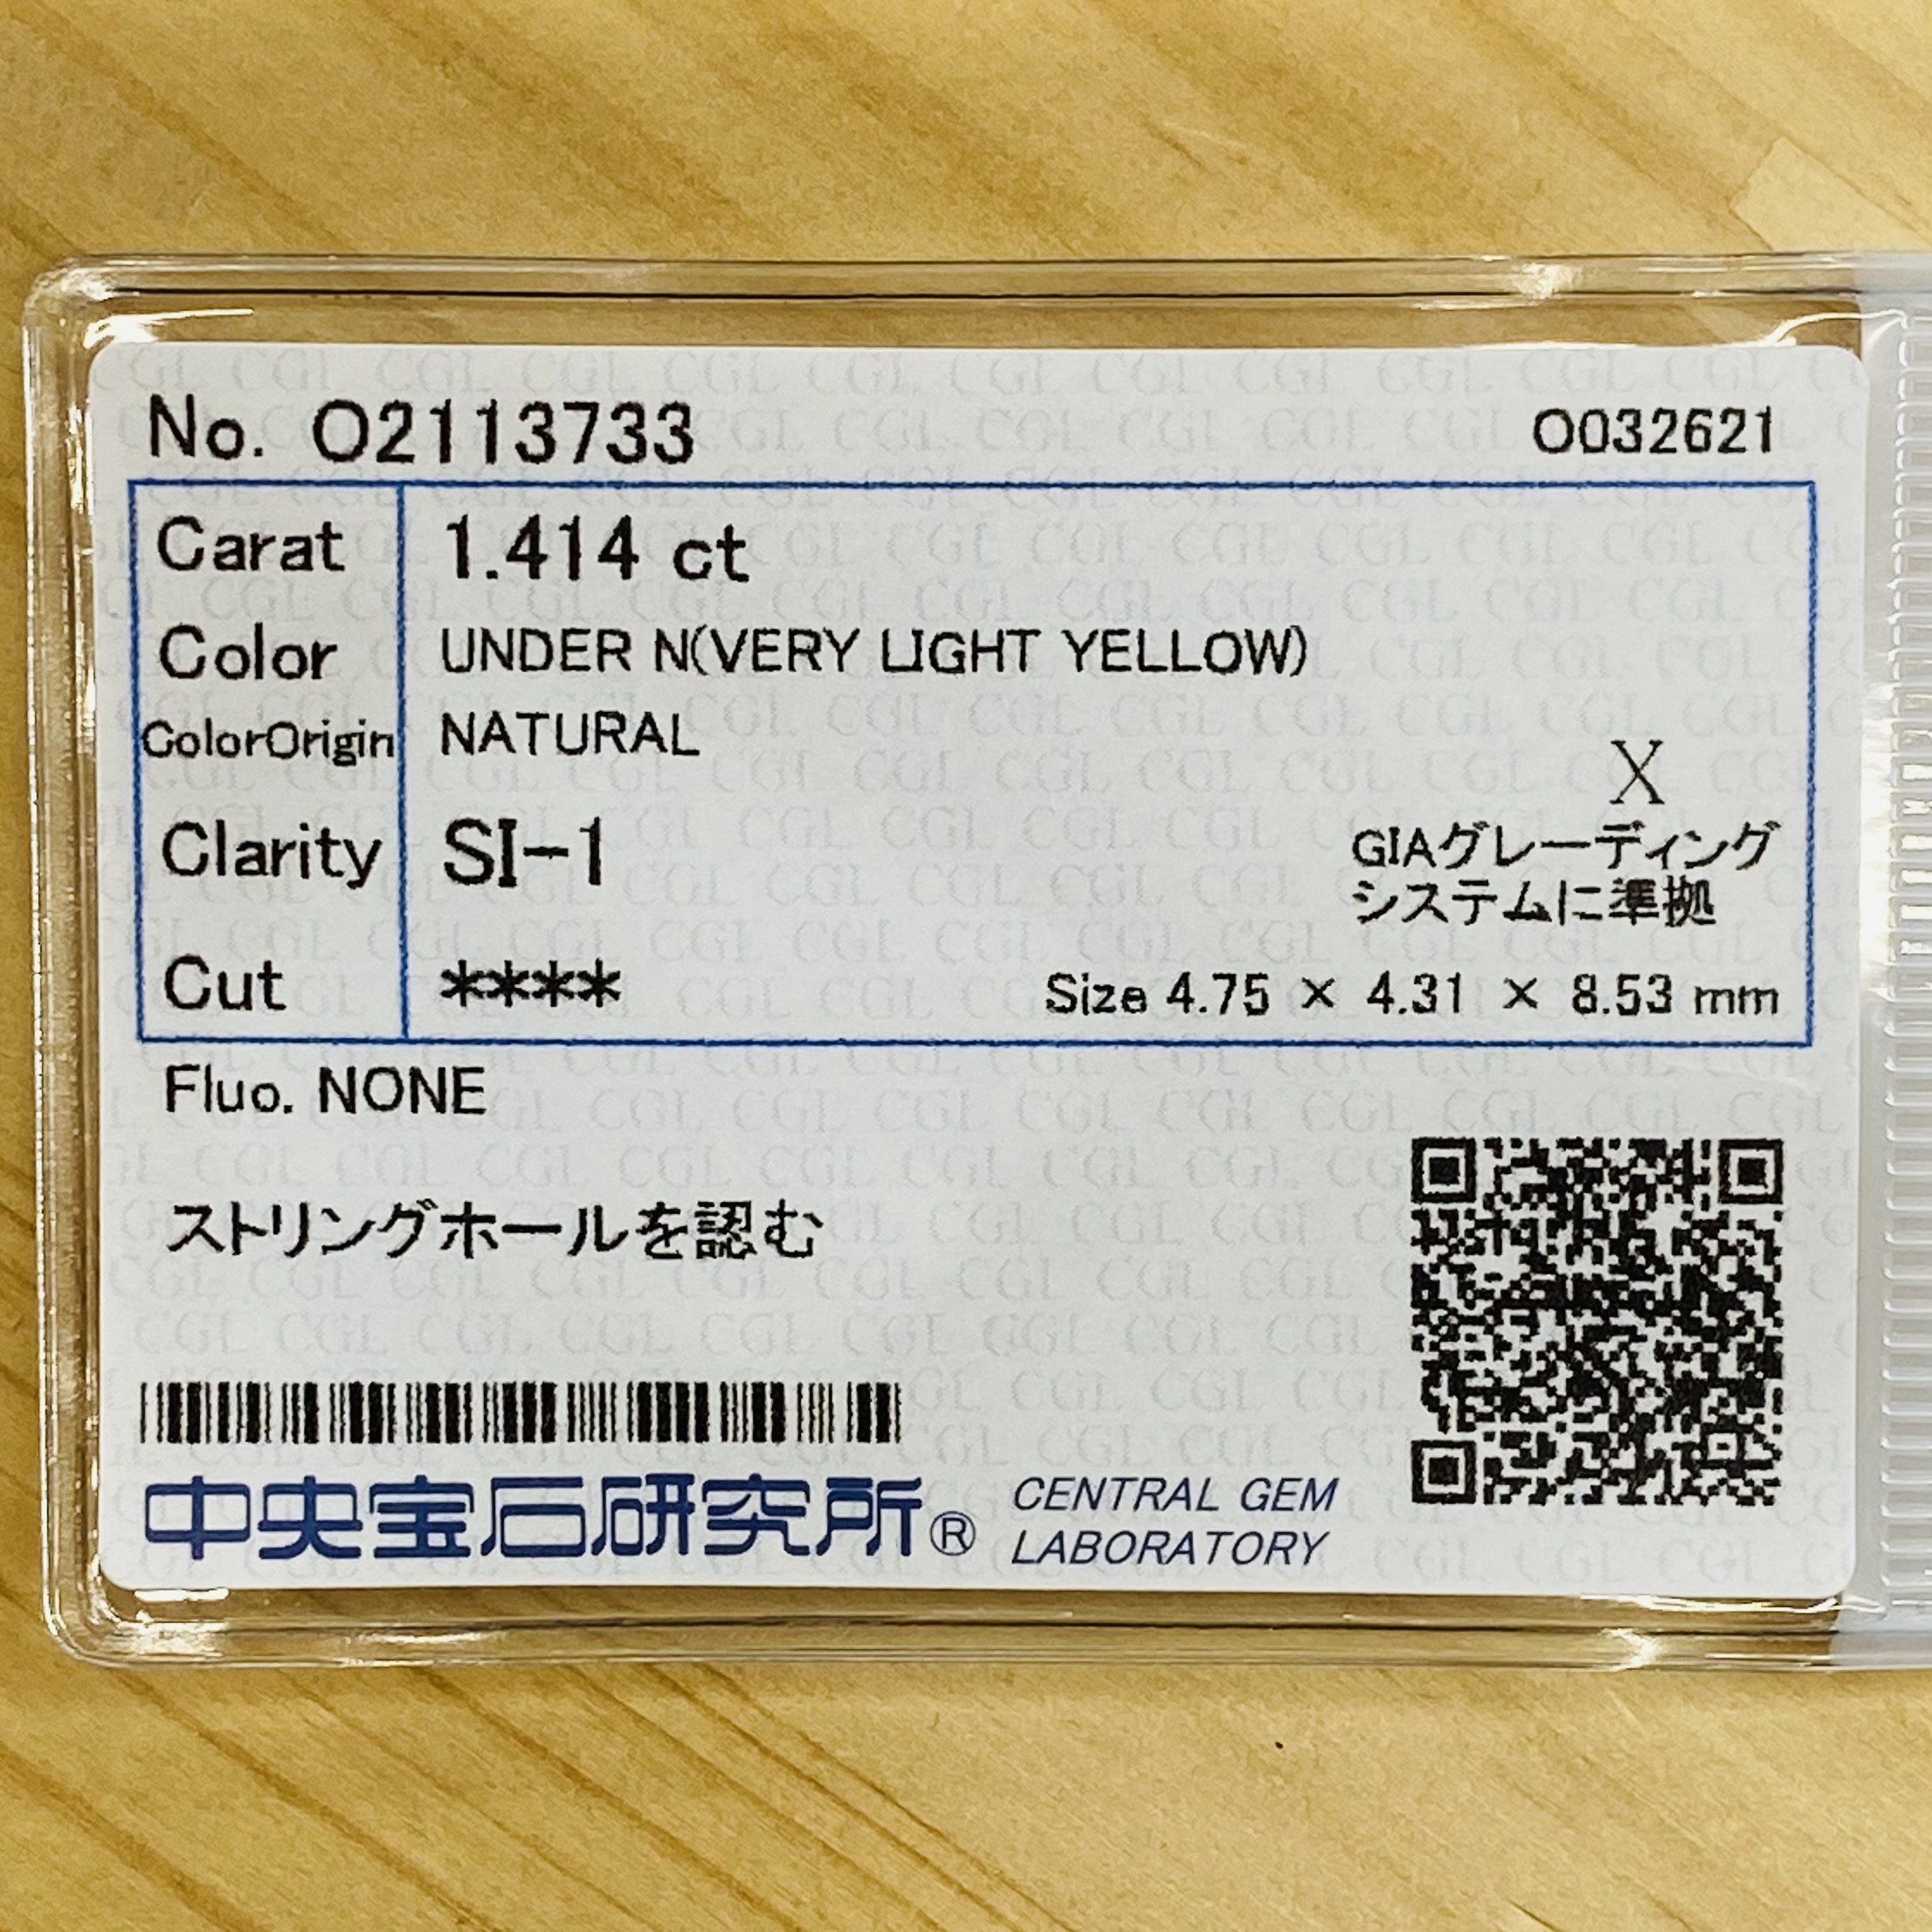 No. O2113733 O032621
Carat 1.414 ct
Color UNDER N(VERY LIGHT YELLOW)
ColorOrigin NATURAL
X
Clarity SI-1
GIAグレーディング
システムに準拠
Cut ****
Size 4.75 × 4.31 × 8.53 mm
Fluo. NONE
ストリングホールを認む
中央宝石研究所® CENTRAL GEM
LABORATORY